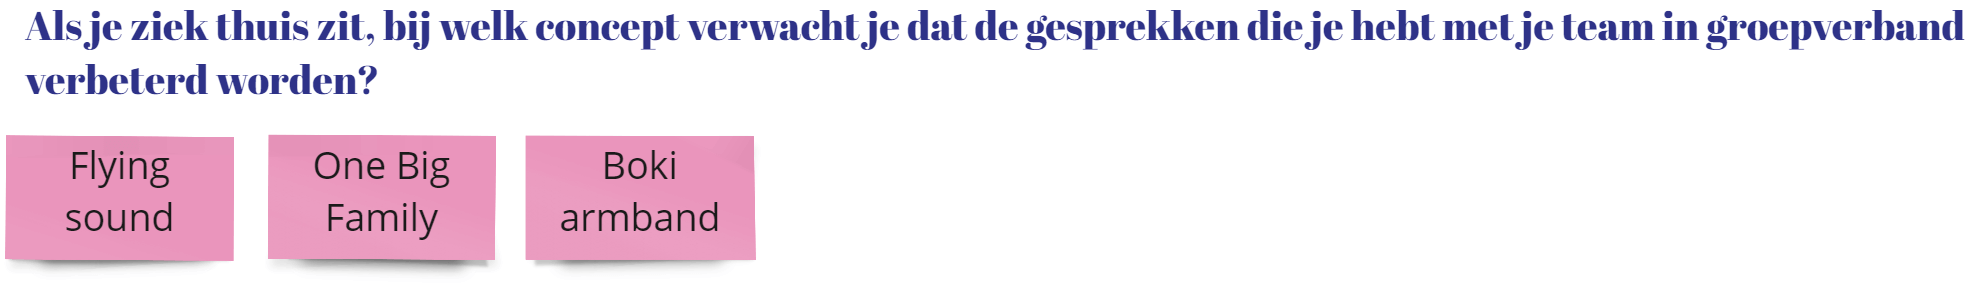 Als je ziek thuis zit, bij welk concept verwacht je dat de gesprekken die je hebt met je team in groepverband
verbeterd worden?
Flying
sound
One Big
Family
Boki
armband